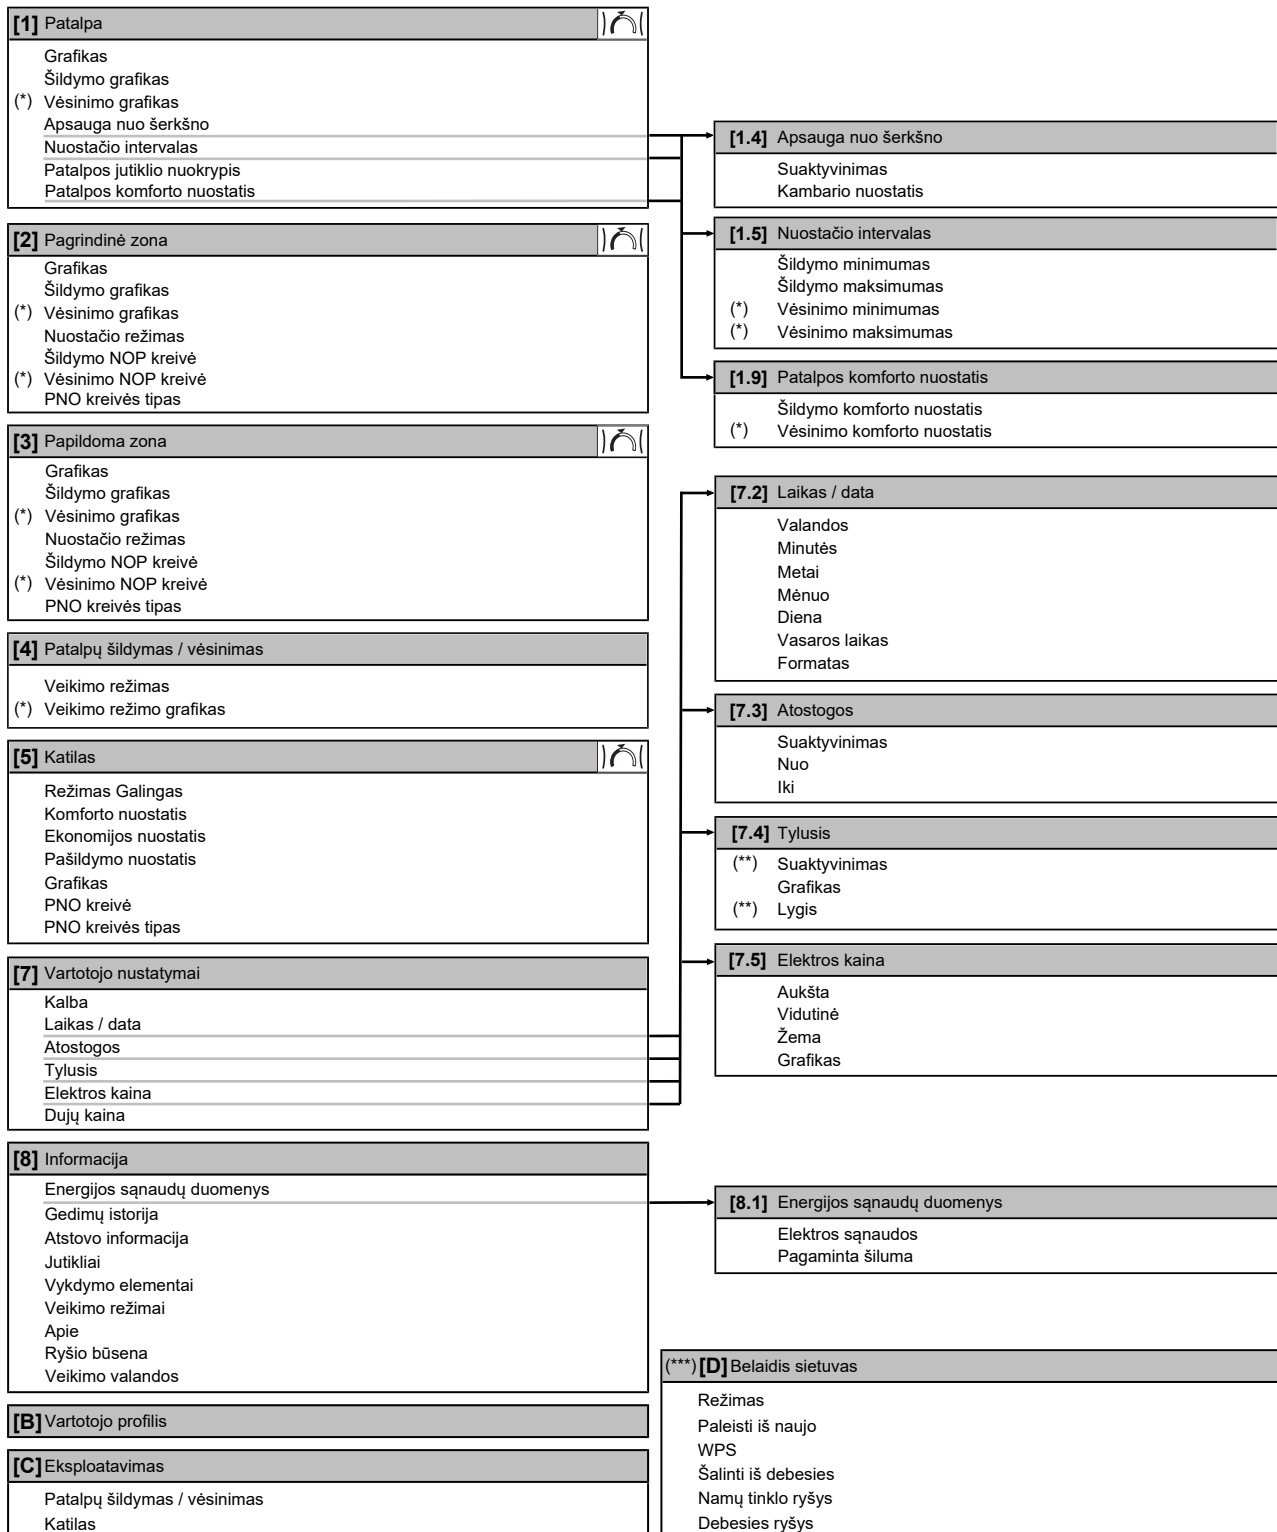 [1] Patalpa
Grafikas
Šildymo grafikas
(*) Vėsinimo grafikas
Apsauga nuo šerkšno
Nuostačio intervalas
Patalpos jutiklio nuokrypis
Patalpos komforto nuostatis
[2] Pagrindinė zona
Grafikas
Šildymo grafikas
(*) Vėsinimo grafikas
Nuostačio režimas
Šildymo NOP kreivė
(*) Vėsinimo NOP kreivė
PNO kreivės tipas
[3] Papildoma zona
Grafikas
Šildymo grafikas
(*) Vėsinimo grafikas
Nuostačio režimas
Šildymo NOP kreivė
(*) Vėsinimo NOP kreivė
PNO kreivės tipas
[4] Patalpų šildymas / vėsinimas
Veikimo režimas
(*) Veikimo režimo grafikas
[5] Katilas
Režimas Galingas
Komforto nuostatis
Ekonomijos nuostatis
Pašildymo nuostatis
Grafikas
PNO kreivė
PNO kreivės tipas
[7] Vartotojo nustatymai
Kalba
Laikas / data
Atostogos
Tylusis
Elektros kaina
Dujų kaina
[8] Informacija
Energijos sąnaudų duomenys
Gedimų istorija
Atstovo informacija
Jutikliai
Vykdymo elementai
Veikimo režimai
Apie
Ryšio būsena
Veikimo valandos
[B] Vartotojo profilis
[C] Eksploatavimas
Patalpų šildymas / vėsinimas
Katilas
[1.4] Apsauga nuo šerkšno
Suaktyvinimas
Kambario nuostatis
[1.5] Nuostačio intervalas
Šildymo minimumas
Šildymo maksimumas
(*) Vėsinimo minimumas
(*) Vėsinimo maksimumas
[1.9] Patalpos komforto nuostatis
Šildymo komforto nuostatis
(*) Vėsinimo komforto nuostatis
[7.2] Laikas / data
Valandos
Minutės
Metai
Mėnuo
Diena
Vasaros laikas
Formatas
[7.3] Atostogos
Suaktyvinimas
Nuo
Iki
[7.4] Tylusis
(**) Suaktyvinimas
Grafikas
(**) Lygis
[7.5] Elektros kaina
Aukšta
Vidutinė
Žema
Grafikas
[8.1] Energijos sąnaudų duomenys
Elektros sąnaudos
Pagaminta šiluma
(***) [D] Belaidis sietuvas
Režimas
Paleisti iš naujo
WPS
Šalinti iš debesies
Namų tinklo ryšys
Debesies ryšys